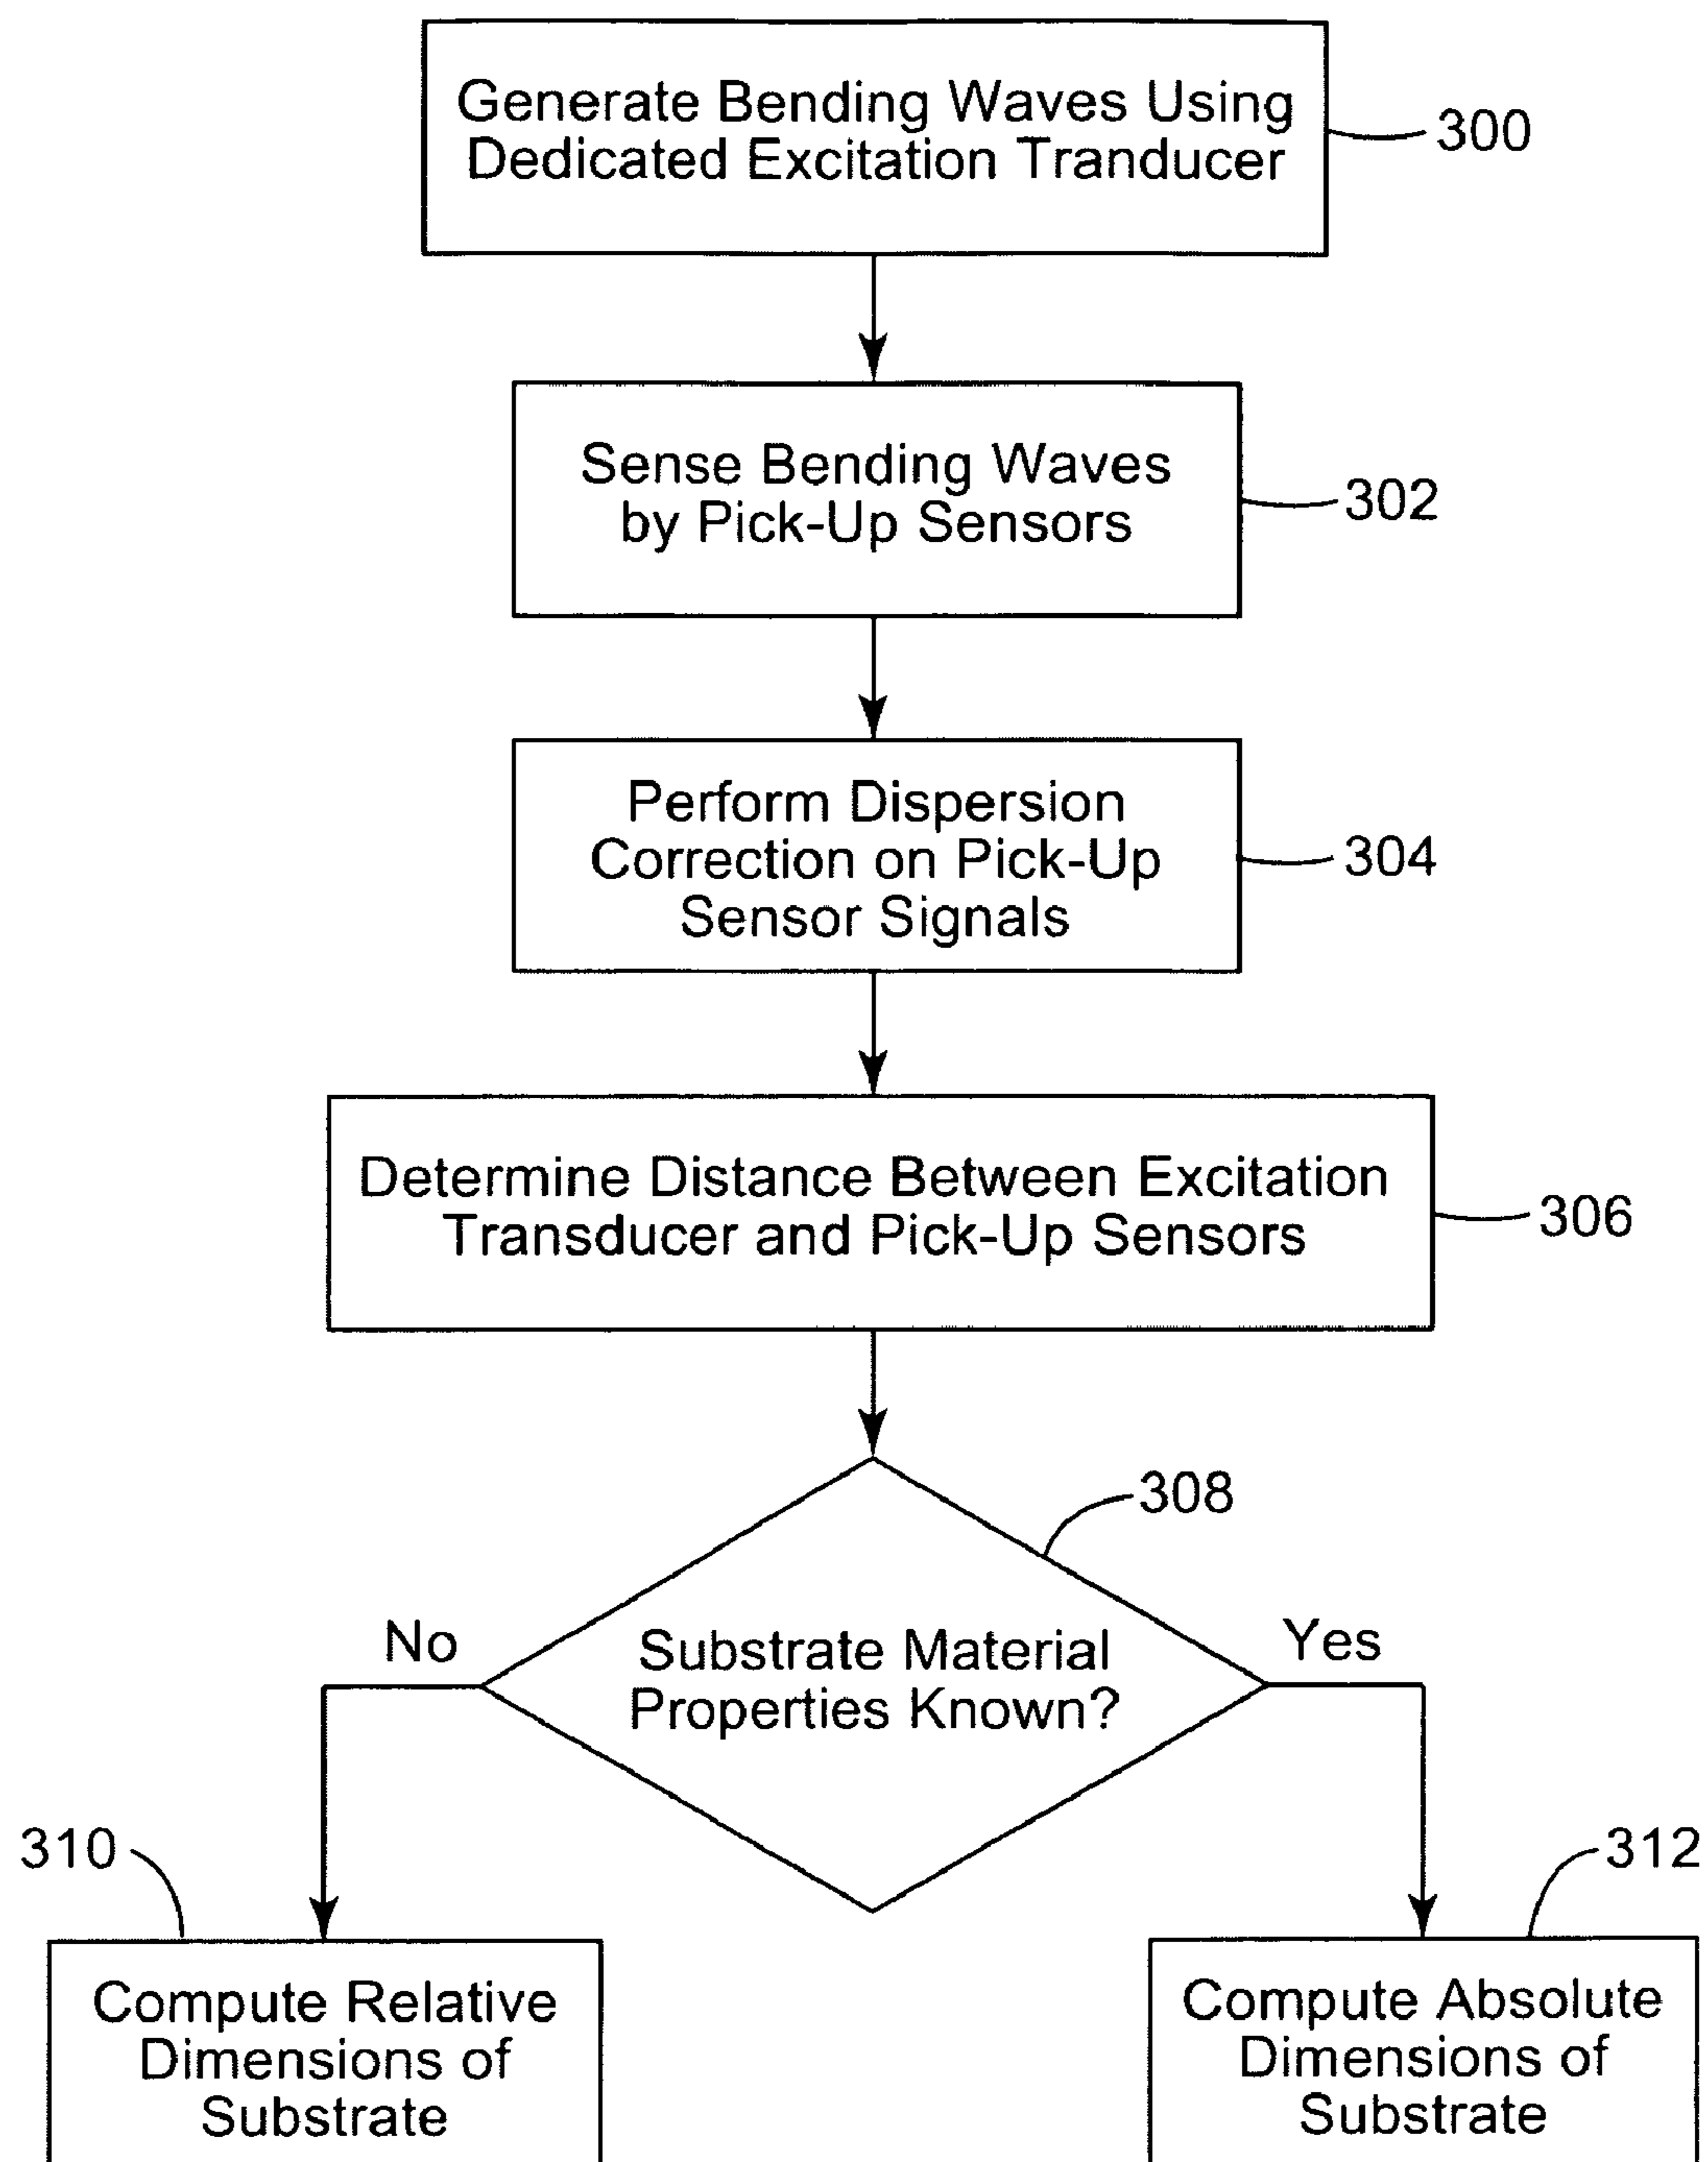 Generate Bending Waves Using
Dedicated Excitation Tranducer
300
Sense Bending Waves
by Pick-Up Sensors
302
Perform Dispersion
Correction on Pick-Up
Sensor Signals
304
Determine Distance Between Excitation
Transducer and Pick-Up Sensors
306
308
No
Substrate Material
Properties Known?
Yes
310
312
Compute Relative
Dimensions of
Substrate
Compute Absolute
Dimensions of
Substrate